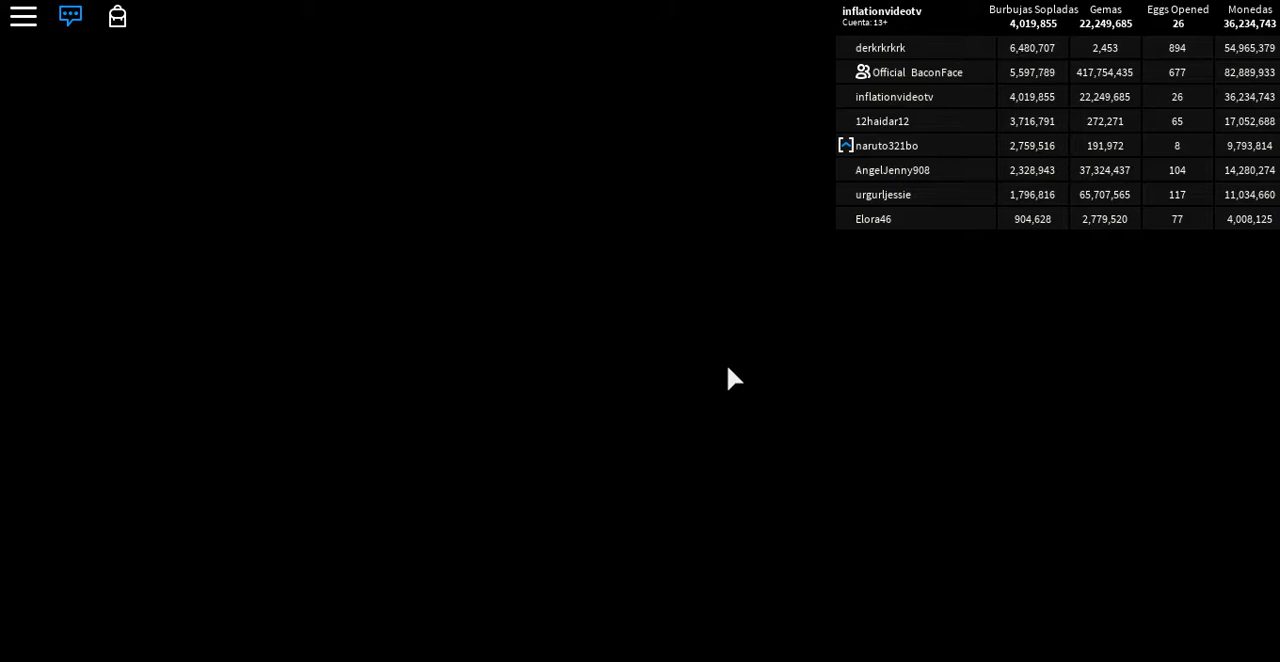 inflationvideotv Burbujas Sopladas Gemas Eggs Opened Monedas
Cuenta: 13+ 4,019,855 22,249,685 26 36,234,743
derkrkrkrk 6,480,707 2,453 894 54,965,379
Official BaconFace 5,597,789 417,754,435 677 82,889,933
inflationvideotv 4,019,855 22,249,685 26 36,234,743
12haidar12 3,716,791 272,271 65 17,052,688
naruto321bo 2,759,516 191,972 8 9,793,814
AngelJenny908 2,328,943 37,324,437 104 14,280,274
urgurljessie 1,796,816 65,707,565 117 11,034,660
Elora46 904,628 2,779,520 77 4,008,125